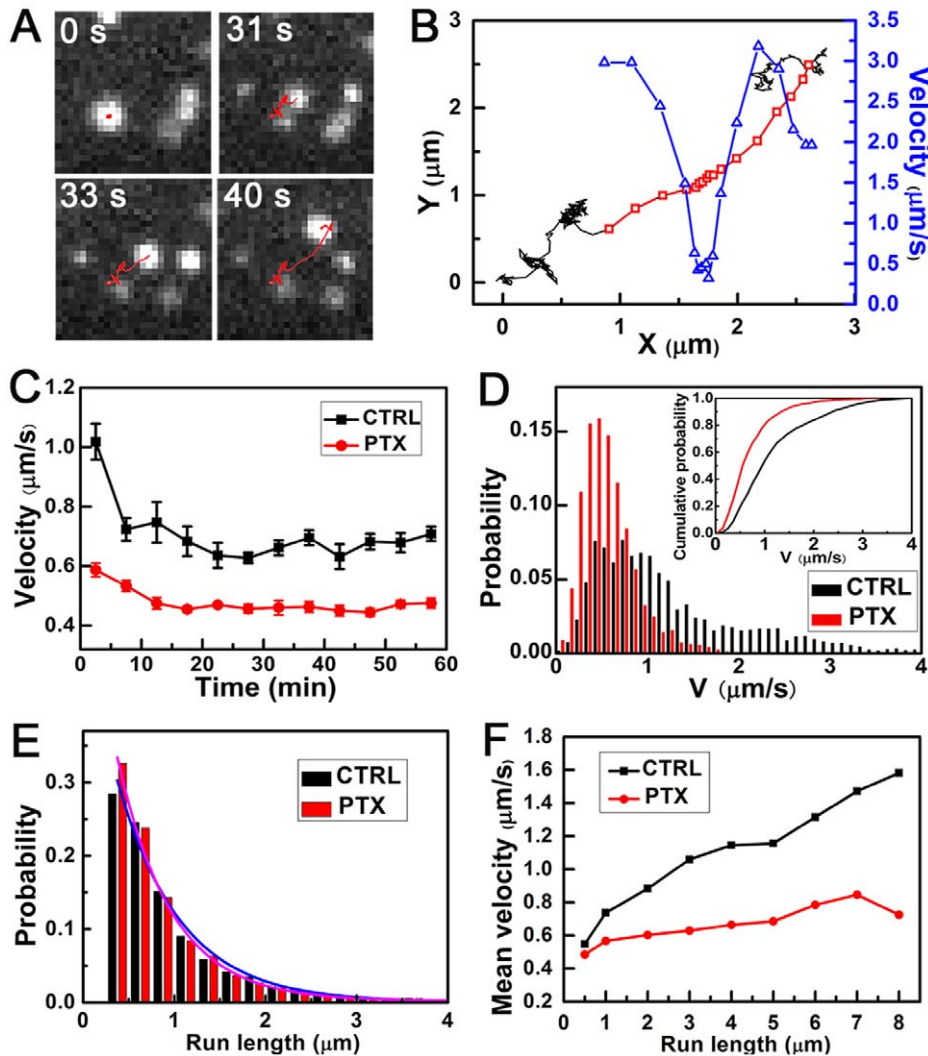 A
0 s
31 s
33 s
40 s
B
3
2
1
0
Y (μm)
0
1
2
3
X (μm)
3.5
3.0
2.5
2.0
1.5
1.0
0.5
0.0
Velocity (μm/s)
C
1.2
1.0
0.8
0.6
0.4
Velocity (μm/s)
CTRL
PTX
0 10 20 30 40 50 60
Time (min)
D
0.15
0.10
0.05
0.00
Probability
1.0
0.8
0.6
0.4
0.2
0.0
Cumulative probability
0 1 2 3 4
V (μm/s)
CTRL
PTX
0 1 2 3 4
V (μm/s)
E
0.3
0.2
0.1
0.0
Probability
CTRL
PTX
0 1 2 3 4
Run length (μm)
F
1.8
1.6
1.4
1.2
1.0
0.8
0.6
0.4
0.2
Mean velocity (μm/s)
CTRL
PTX
0 1 2 3 4 5 6 7 8
Run length (μm)